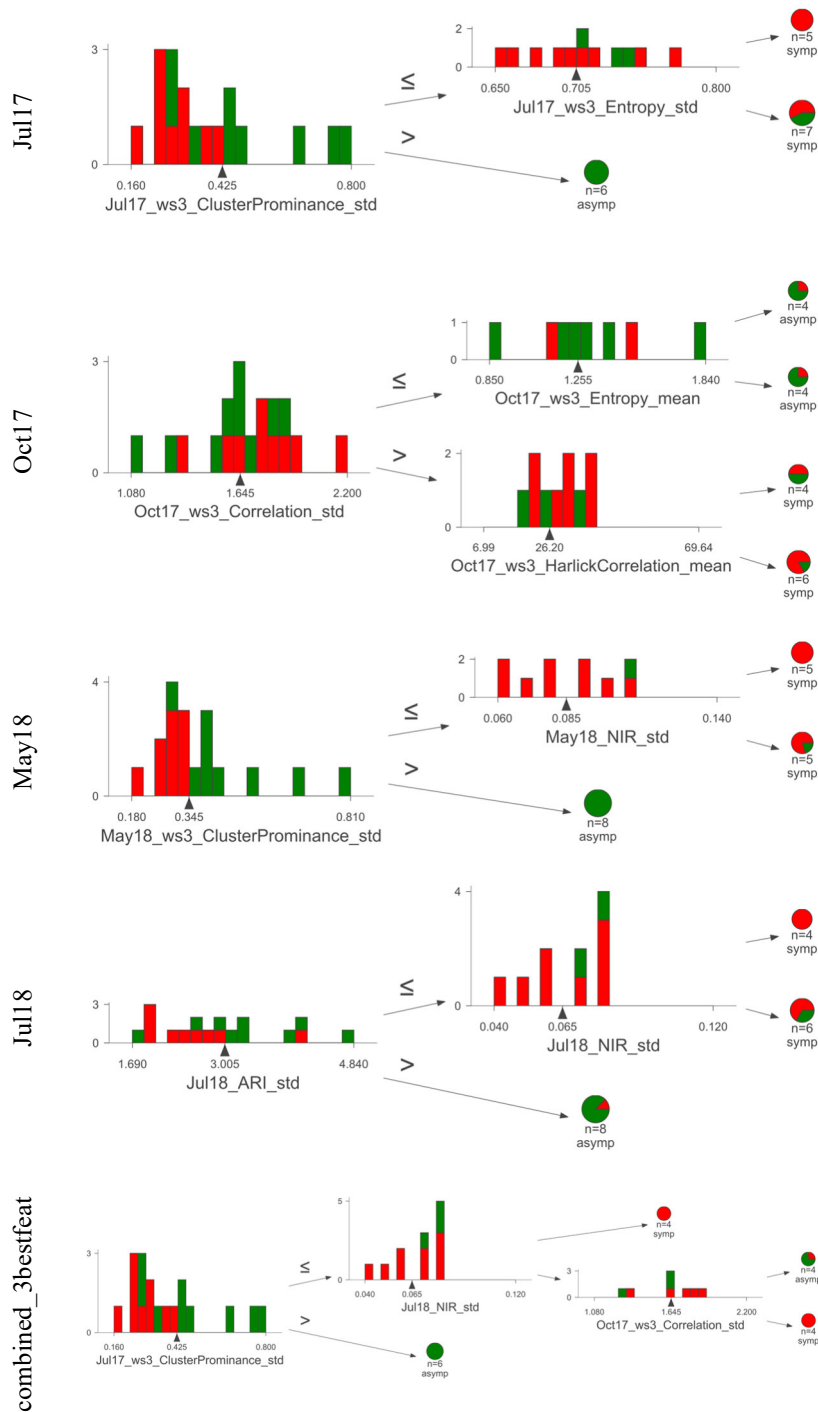 Jul17
3
0
0.160
0.425
0.800
Jul17_ws3_ClusterProminance_std
≤
>
2
0
0.650
0.705
0.800
Jul17_ws3_Entropy_std
n=5
symp
n=7
symp
n=6
asymp
Oct17
3
0
1.080
1.645
2.200
Oct17_ws3_Correlation_std
≤
>
1
0
0.850
1.255
1.840
Oct17_ws3_Entropy_mean
n=4
asymp
n=4
asymp
2
0
6.99
26.20
69.64
Oct17_ws3_HarlickCorrelation_mean
n=4
symp
n=6
symp
May18
4
0
0.180
0.345
0.810
May18_ws3_ClusterProminance_std
≤
>
2
0
0.060
0.085
0.140
May18_NIR_std
n=5
symp
n=5
symp
n=8
asymp
Jul18
3
0
1.690
3.005
4.840
Jul18_ARI_std
≤
>
4
0
0.040
0.065
0.120
Jul18_NIR_std
n=4
symp
n=6
symp
n=8
asymp
combined_3bestfeat
3
0
0.160
0.425
0.800
Jul17_ws3_ClusterProminance_std
≤
>
5
0
0.040
0.065
0.120
Jul18_NIR_std
n=6
asymp
n=4
symp
3
0
1.080
1.645
2.200
Oct17_ws3_Correlation_std
n=4
asymp
n=4
symp